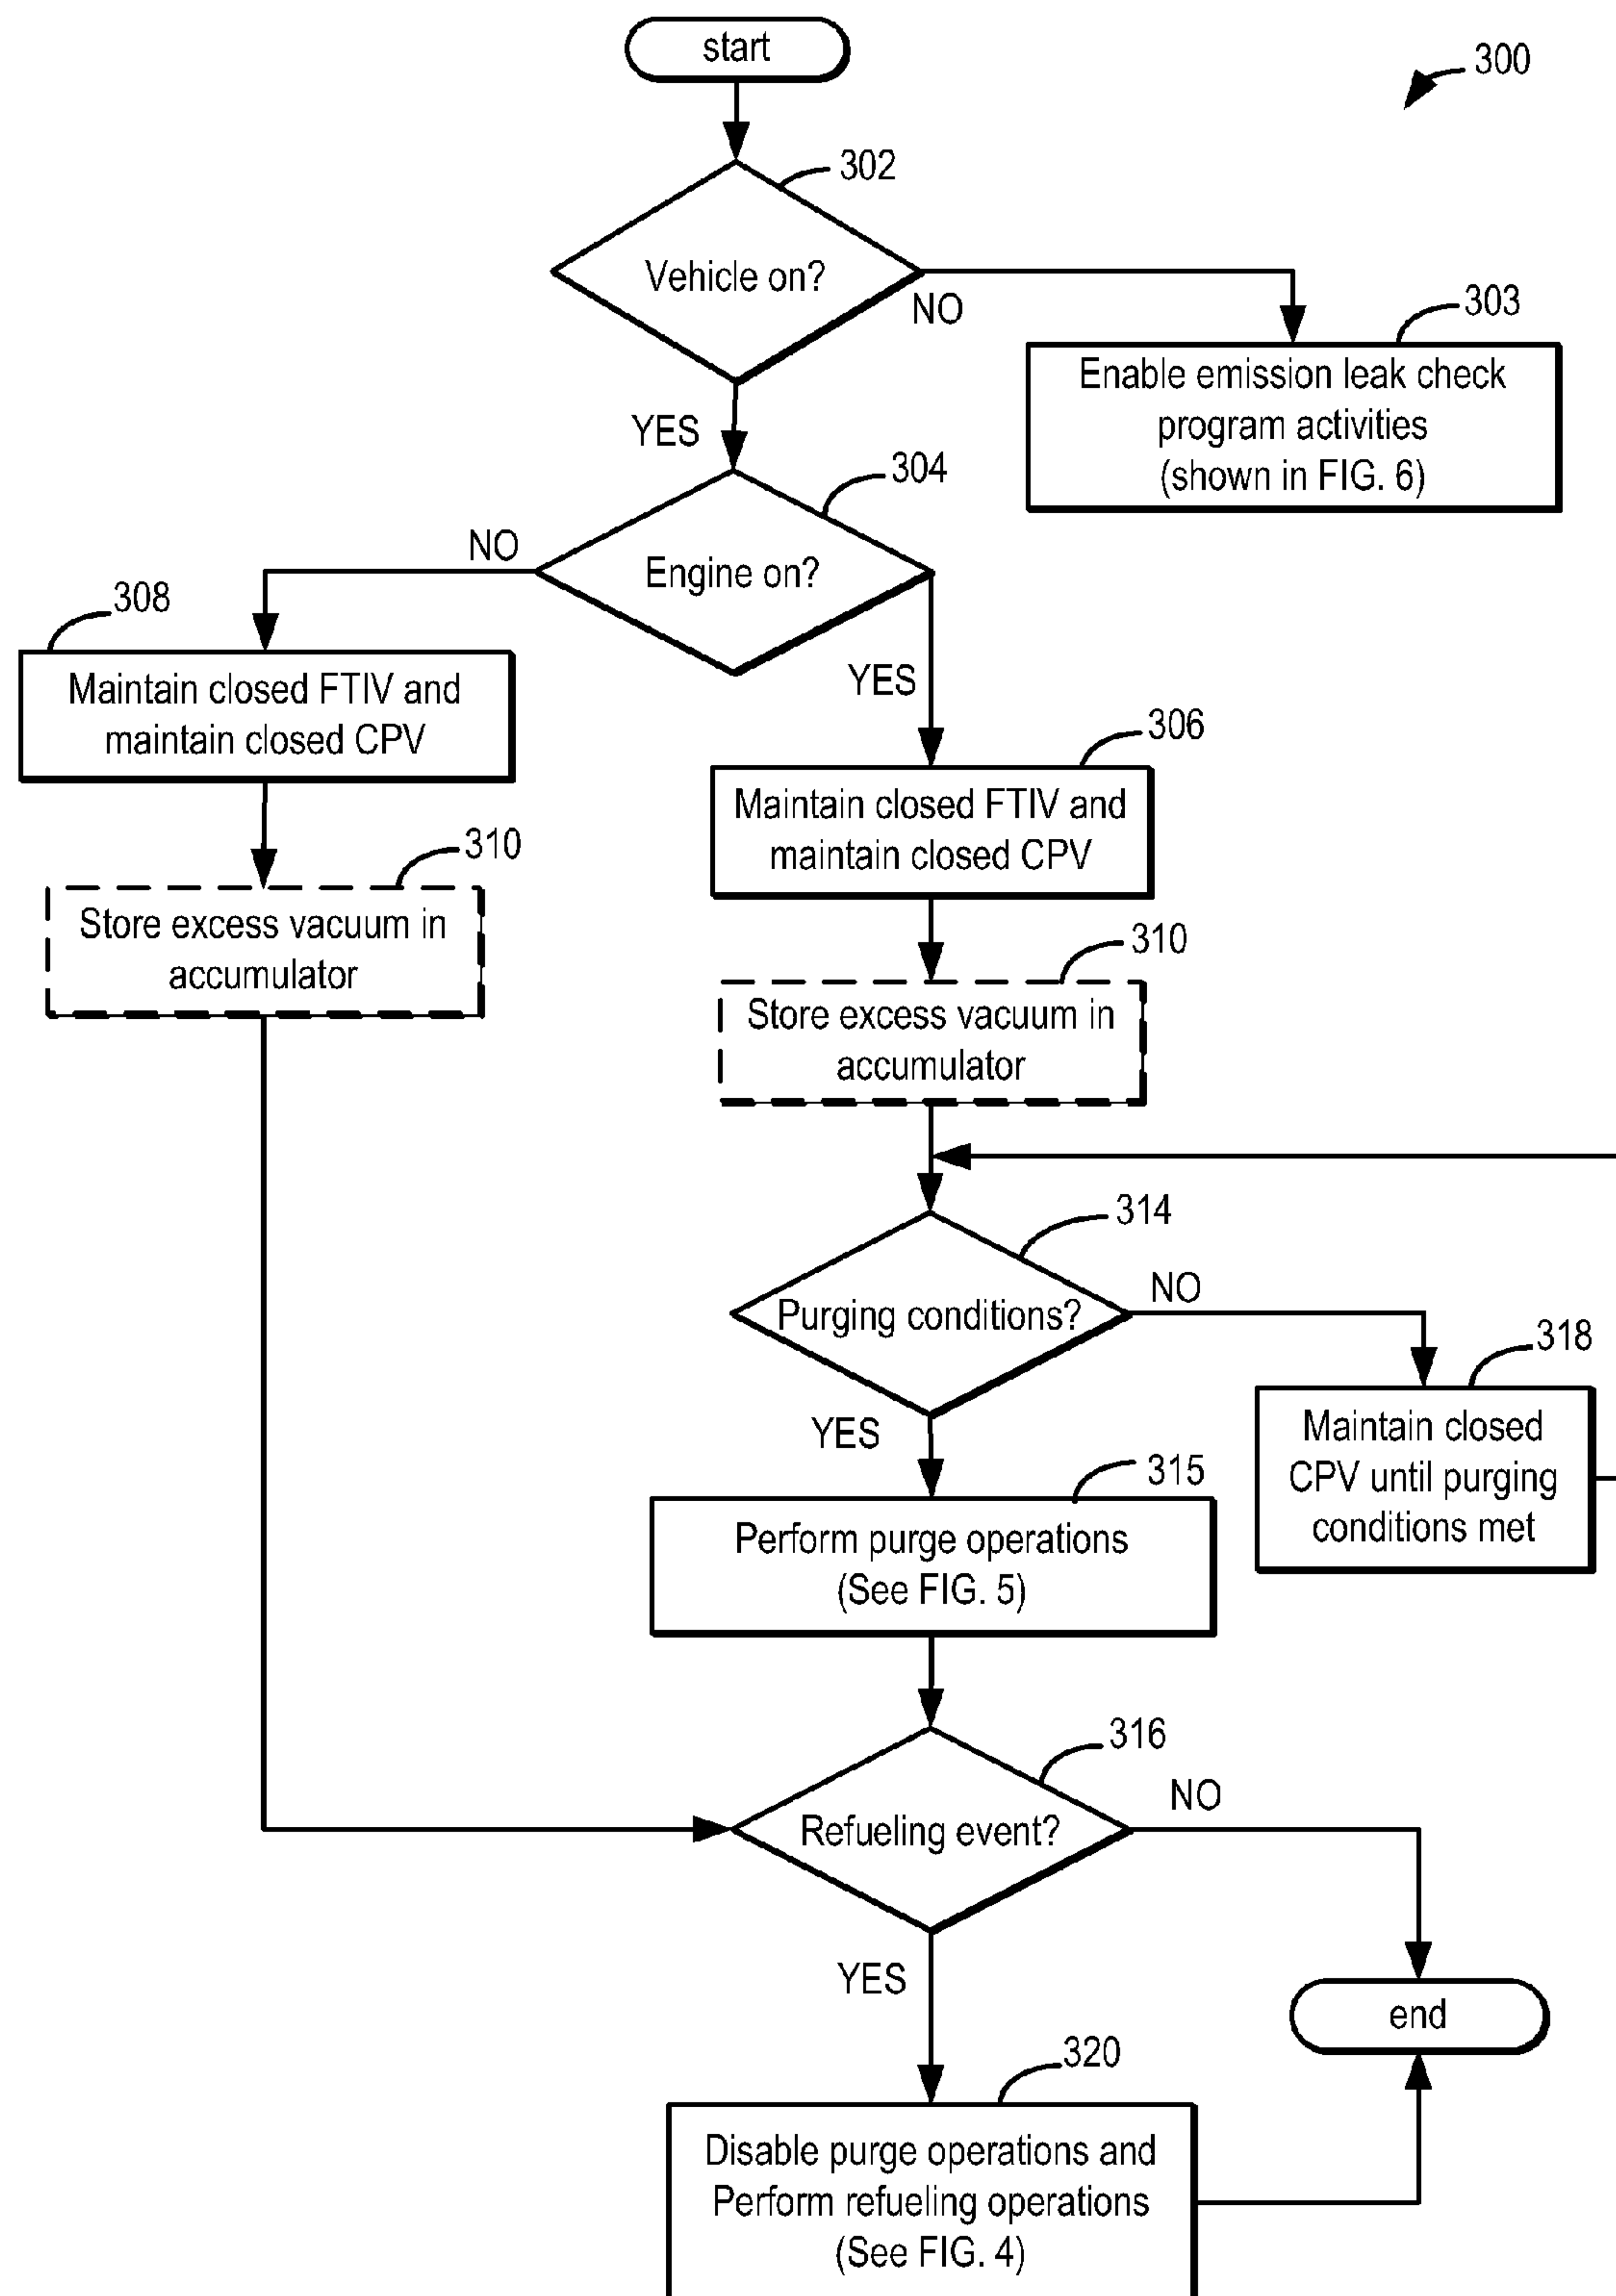 start
300
302
Vehicle on?
NO
303
Enable emission leak check
program activities
(shown in FIG. 6)
YES
304
Engine on?
NO
308
Maintain closed FTIV and
maintain closed CPV
YES
306
Maintain closed FTIV and
maintain closed CPV
310
Store excess vacuum in
accumulator
310
Store excess vacuum in
accumulator
314
Purging conditions?
NO
318
Maintain closed
CPV until purging
conditions met
YES
315
Perform purge operations
(See FIG. 5)
316
Refueling event?
NO
YES
end
320
Disable purge operations and
Perform refueling operations
(See FIG. 4)